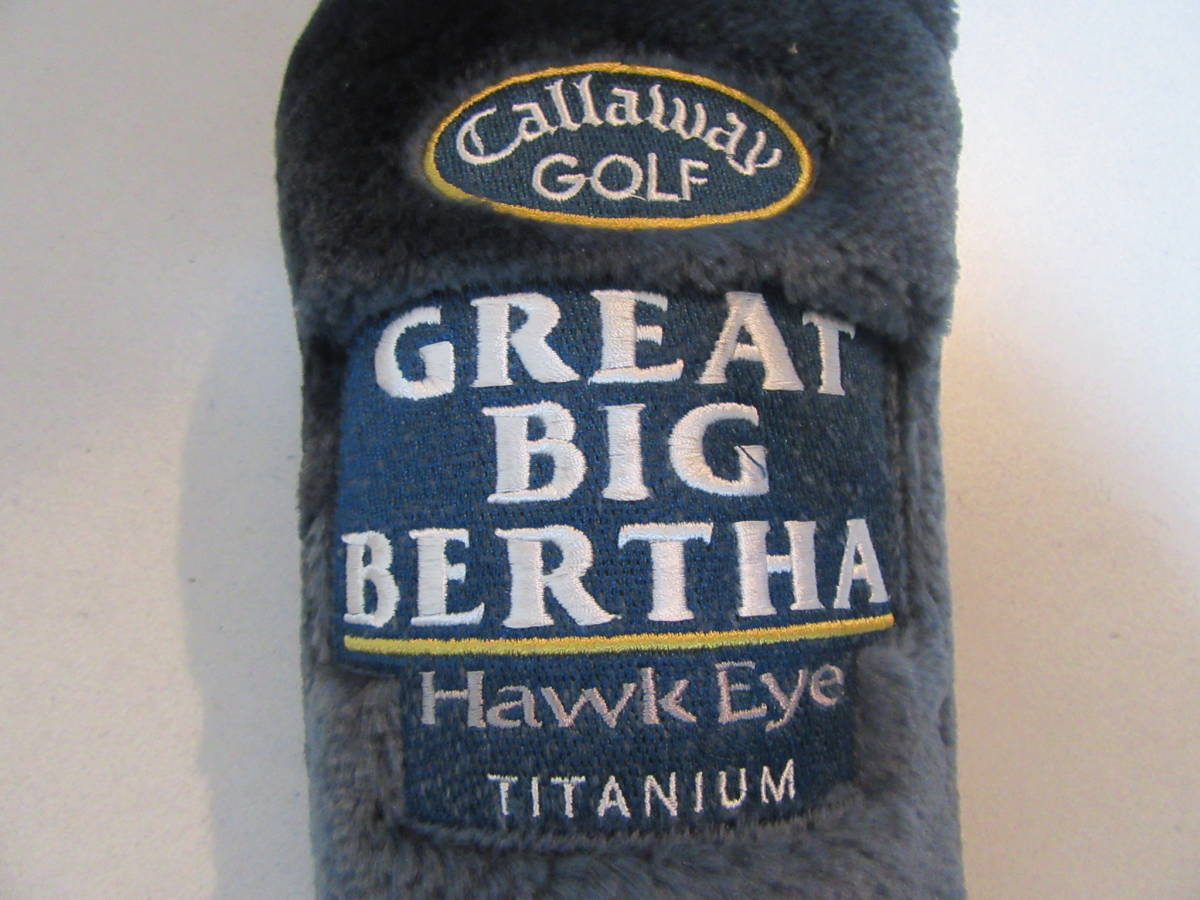 Callaway
GOLF
GREAT
BIG
BERTHA
Hawk Eye
TITANIUM